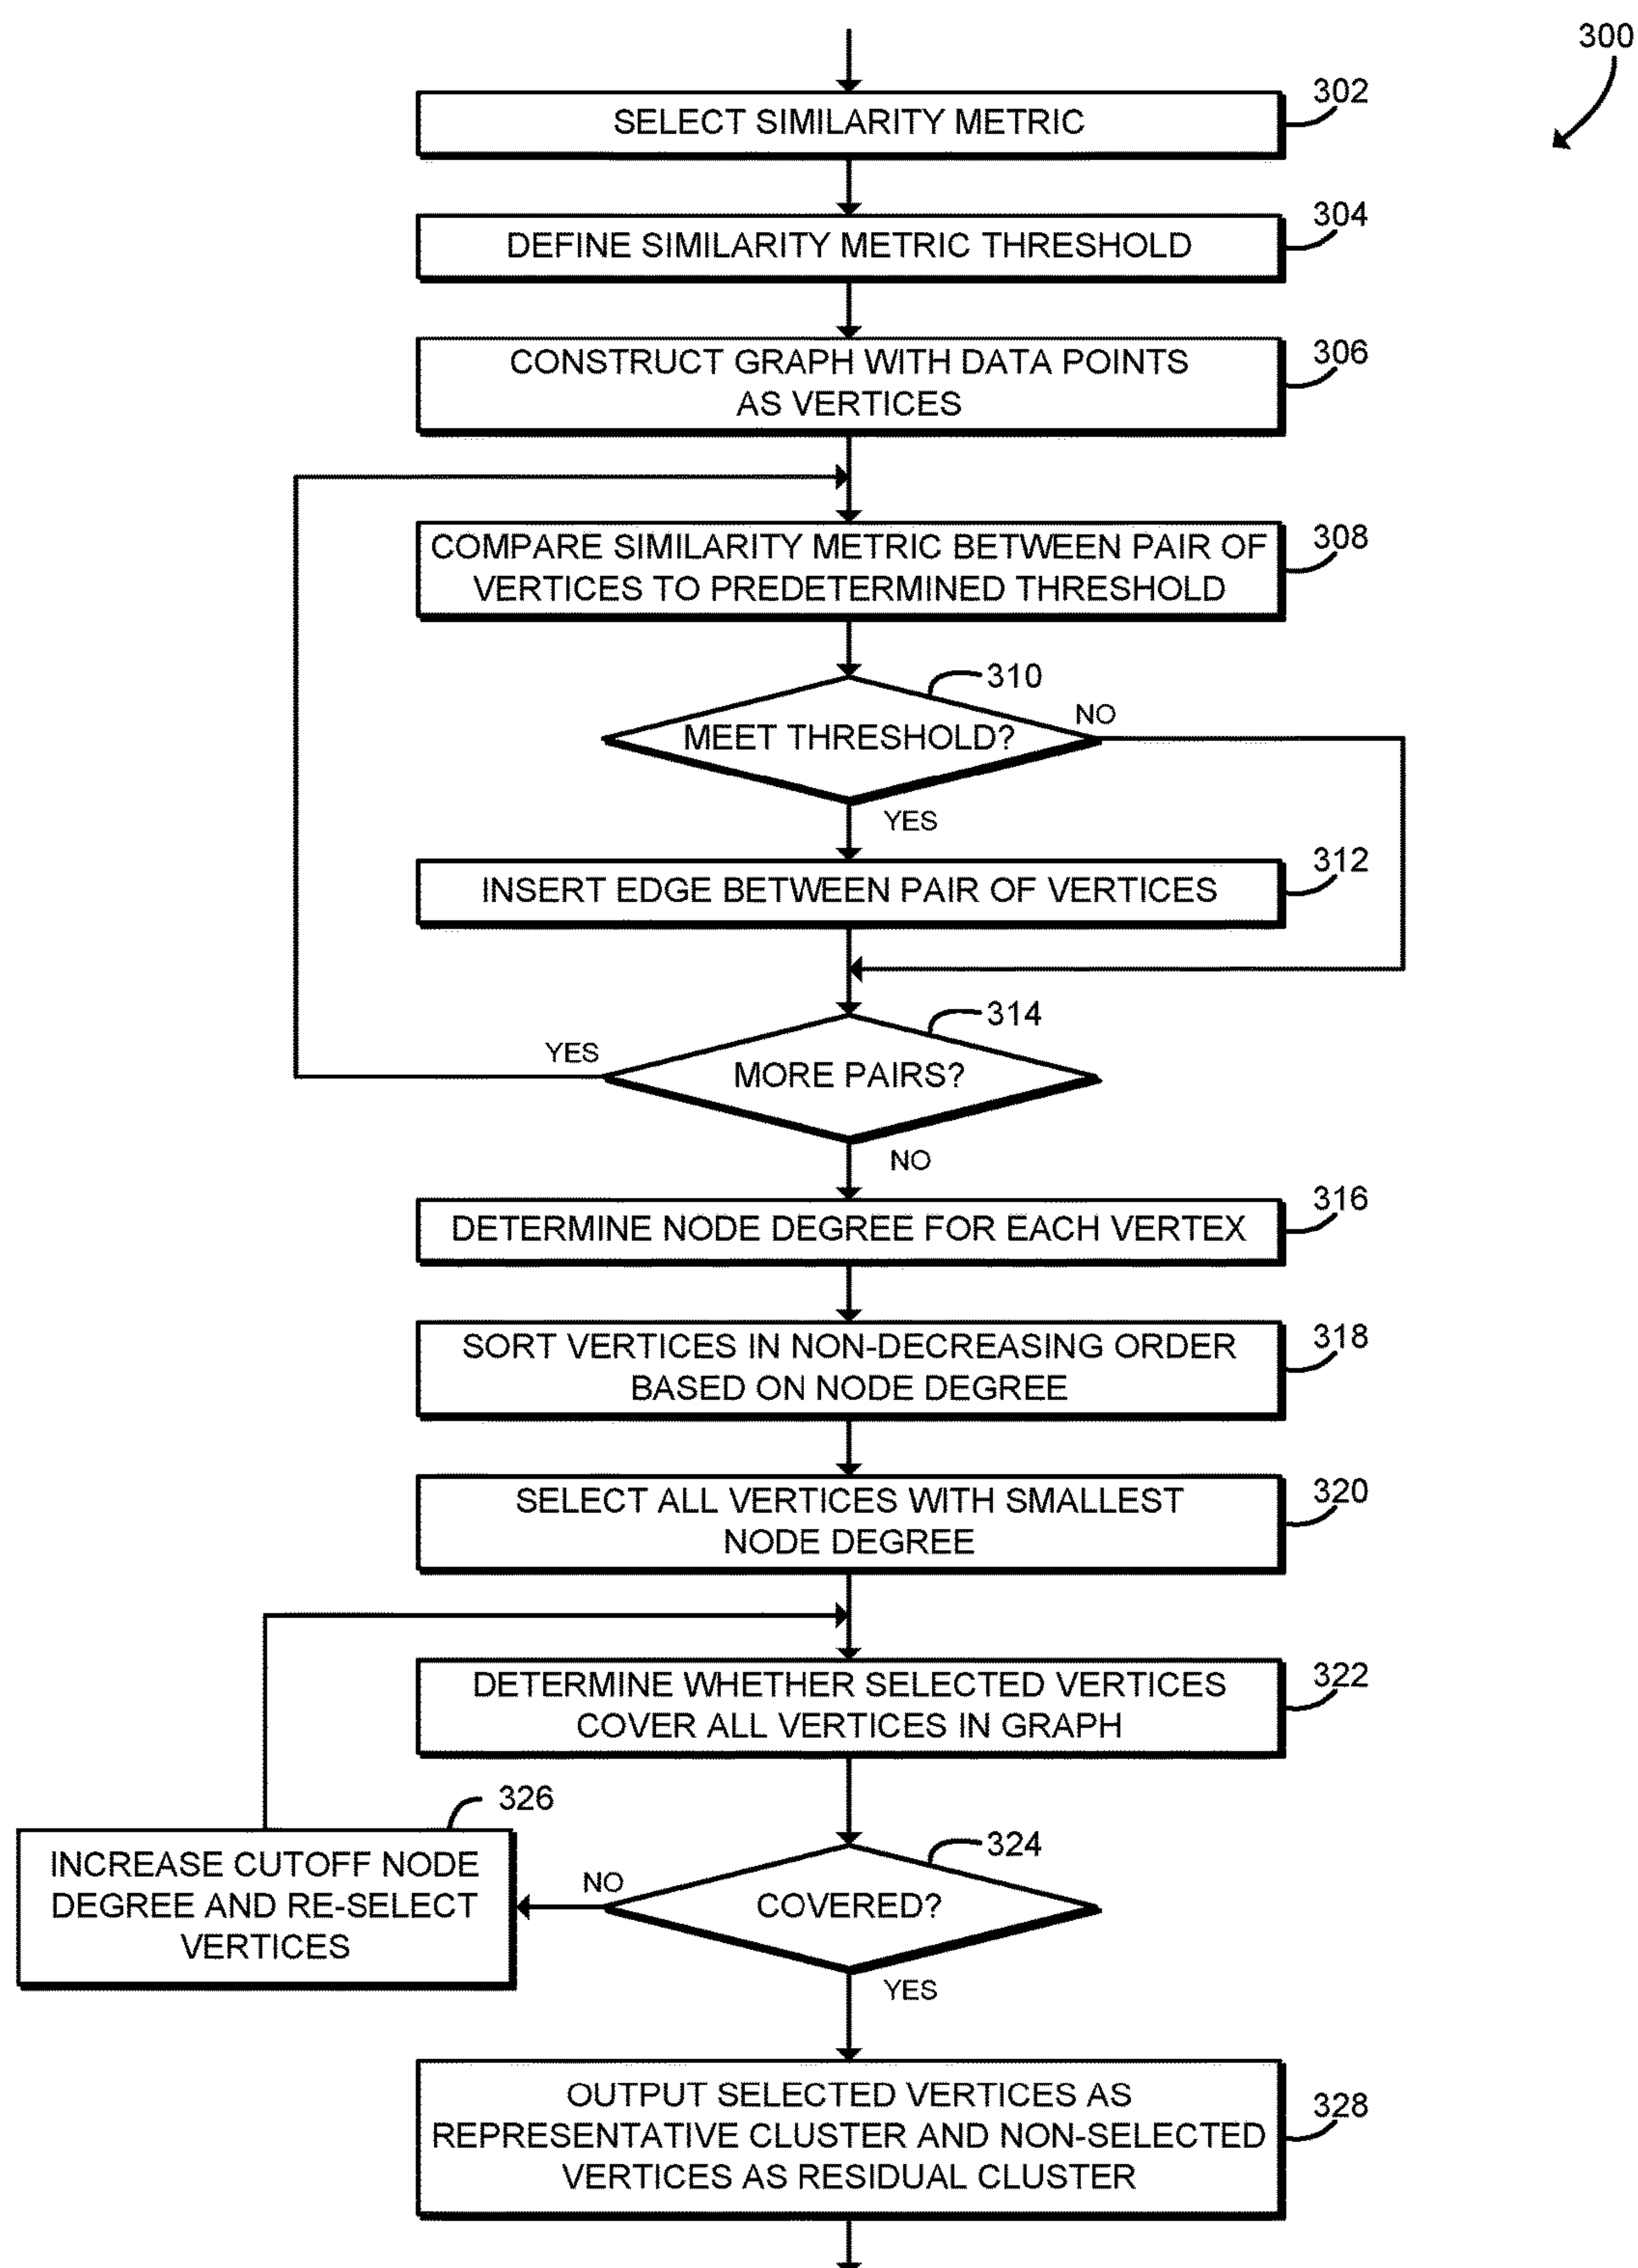 300
SELECT SIMILARITY METRIC
302
DEFINE SIMILARITY METRIC THRESHOLD
304
CONSTRUCT GRAPH WITH DATA POINTS
AS VERTICES
306
COMPARE SIMILARITY METRIC BETWEEN PAIR OF
VERTICES TO PREDETERMINED THRESHOLD
308
310
MEET THRESHOLD?
NO
YES
INSERT EDGE BETWEEN PAIR OF VERTICES
312
314
MORE PAIRS?
YES
NO
DETERMINE NODE DEGREE FOR EACH VERTEX
316
SORT VERTICES IN NON-DECREASING ORDER
BASED ON NODE DEGREE
318
SELECT ALL VERTICES WITH SMALLEST
NODE DEGREE
320
DETERMINE WHETHER SELECTED VERTICES
COVER ALL VERTICES IN GRAPH
322
326
INCREASE CUTOFF NODE
DEGREE AND RE-SELECT
VERTICES
NO
324
COVERED?
YES
OUTPUT SELECTED VERTICES AS
REPRESENTATIVE CLUSTER AND NON-SELECTED
VERTICES AS RESIDUAL CLUSTER
328